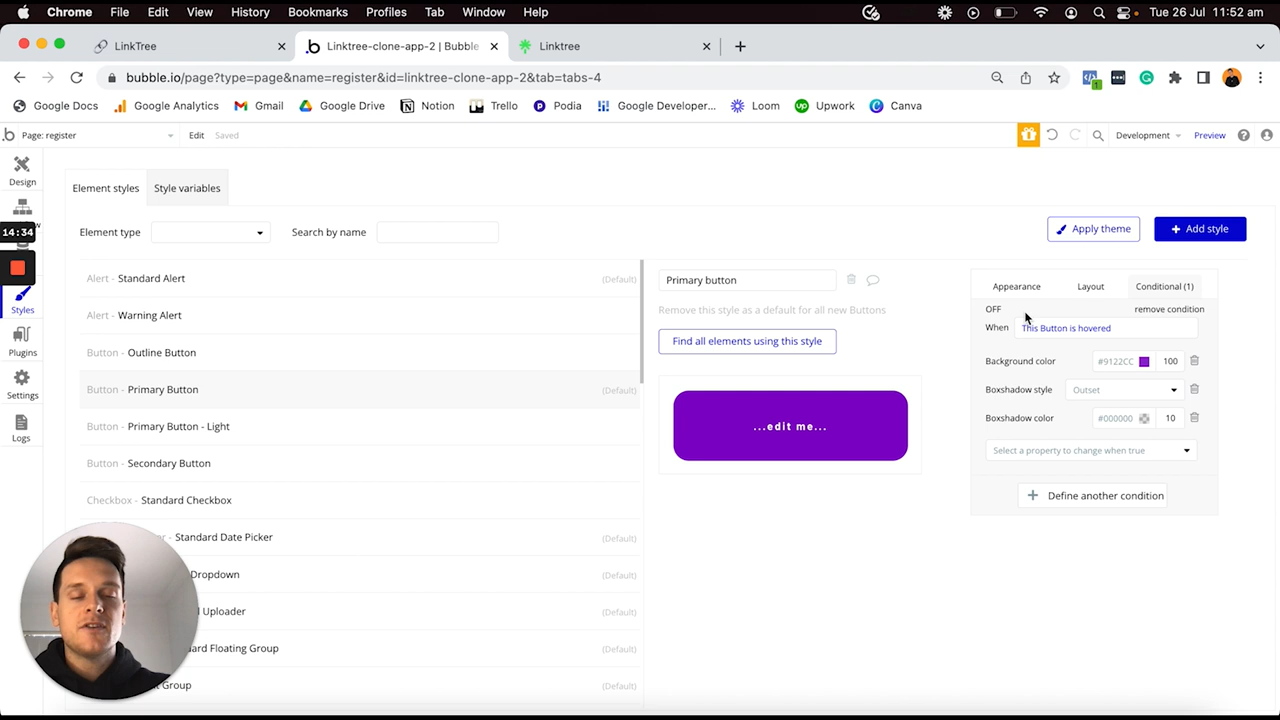 Chrome File Edit View History Bookmarks Profiles Tab Window Help Tue 26 Jul 11:52 am
LinkTree Linktree-clone-app-2 | Bubble Linktree
bubble.io/page?type=page&name=register&id=linktree-clone-app-2&tab=tabs-4
Google Docs Google Analytics Gmail Google Drive Notion Trello Podia Google Developer... Loom Upwork Canva
Page: register Edit Saved Development Preview
Design
14:34
Styles
Plugins
Settings
Logs
Element styles Style variables
Element type Search by name Apply theme Add style
Alert - Standard Alert (Default)
Alert - Warning Alert
Button - Outline Button
Button - Primary Button (Default)
Button - Primary Button - Light
Button - Secondary Button
Checkbox - Standard Checkbox
- Standard Date Picker (Default)
Dropdown (Default)
Uploader (Default)
Floating Group (Default)
Group (Default)
Primary button
Remove this style as a default for all new Buttons
Find all elements using this style
...edit me...
Appearance Layout Conditional (1)
OFF remove condition
When This Button is hovered
Background color #9122CC 100
Boxshadow style Outset
Boxshadow color #000000 10
Select a property to change when true
Define another condition